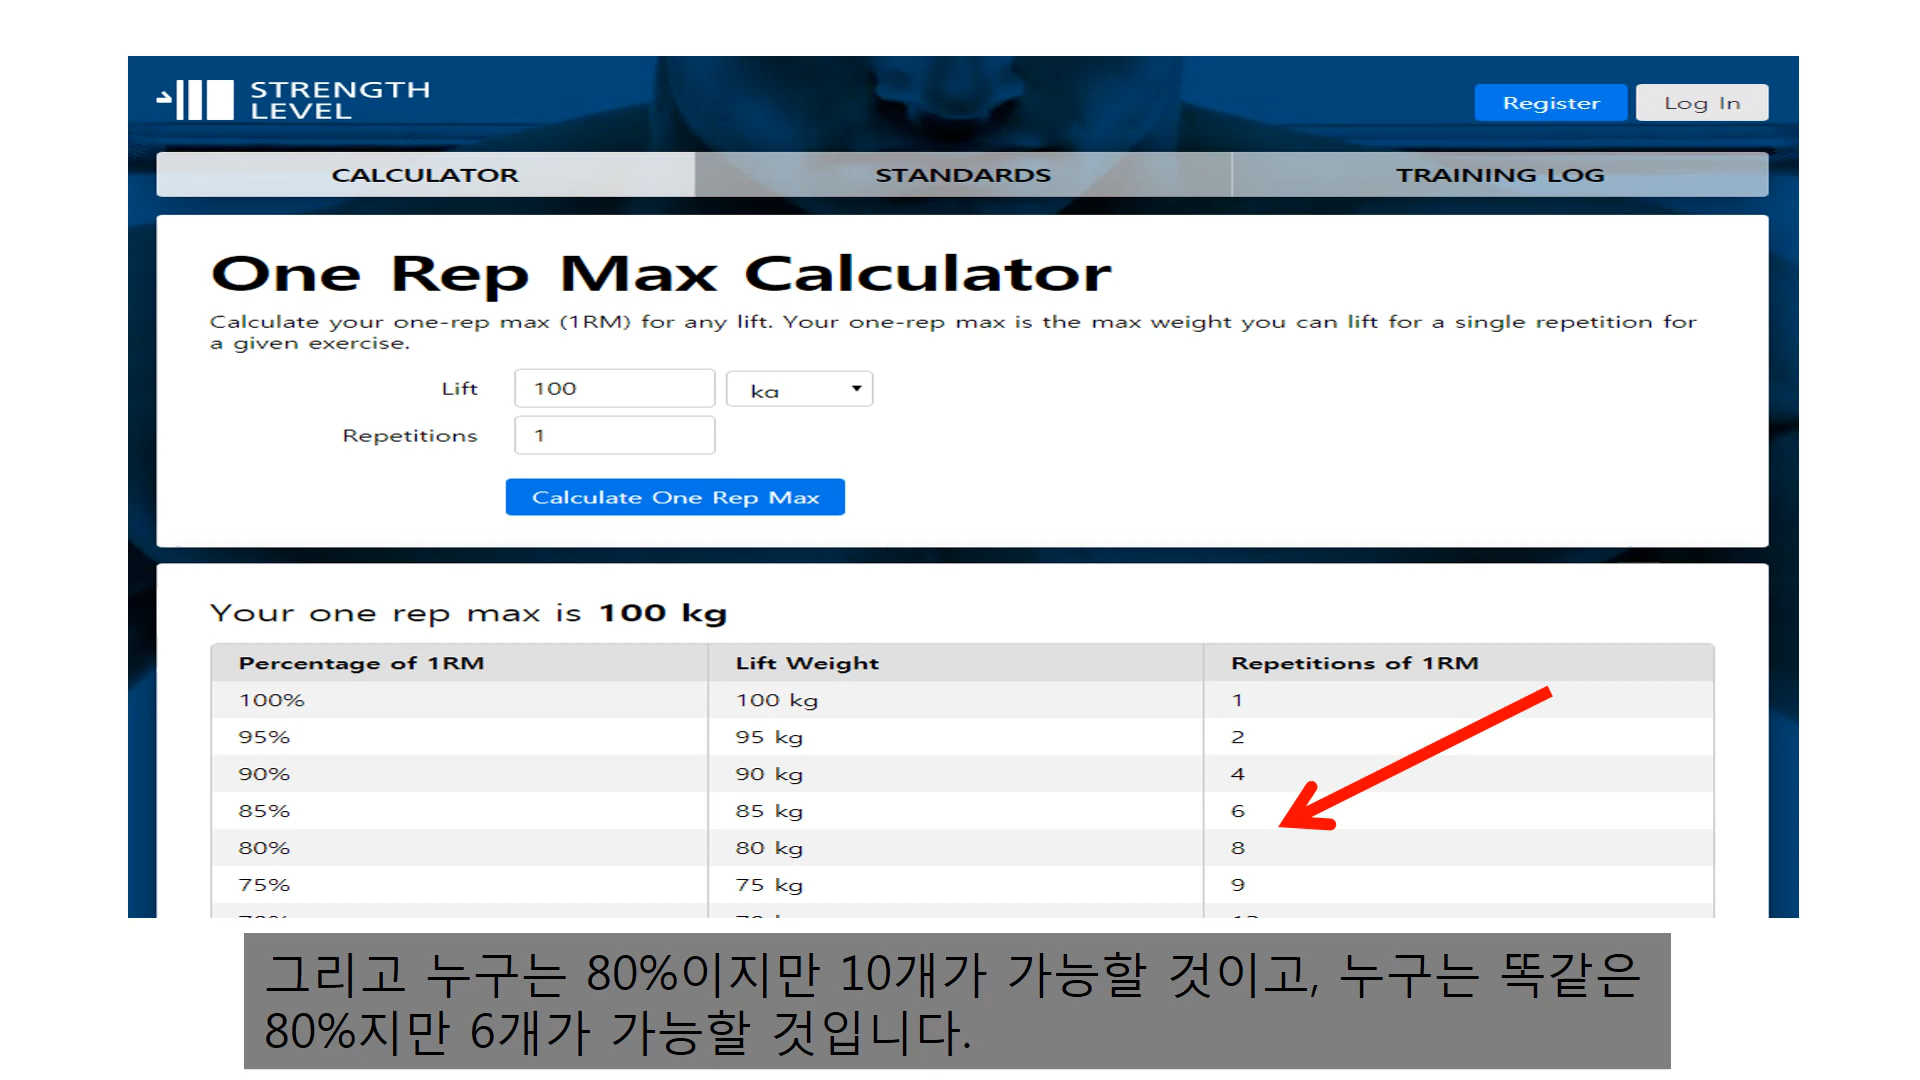 STRENGTH
LEVEL
Register
Log In
CALCULATOR
STANDARDS
TRAINING LOG
One Rep Max Calculator
Calculate your one-rep max (1RM) for any lift. Your one-rep max is the max weight you can lift for a single repetition for
a given exercise.
Lift 100 kg
Repetitions 1
Calculate One Rep Max
Your one rep max is 100 kg
Percentage of 1RM Lift Weight Repetitions of 1RM
100% 100 kg 1
95% 95 kg 2
90% 90 kg 4
85% 85 kg 6
80% 80 kg 8
75% 75 kg 9
그리고 누구는 80%이지만 10개가 가능할 것이고, 누구는 똑같은
80%지만 6개가 가능할 것입니다.